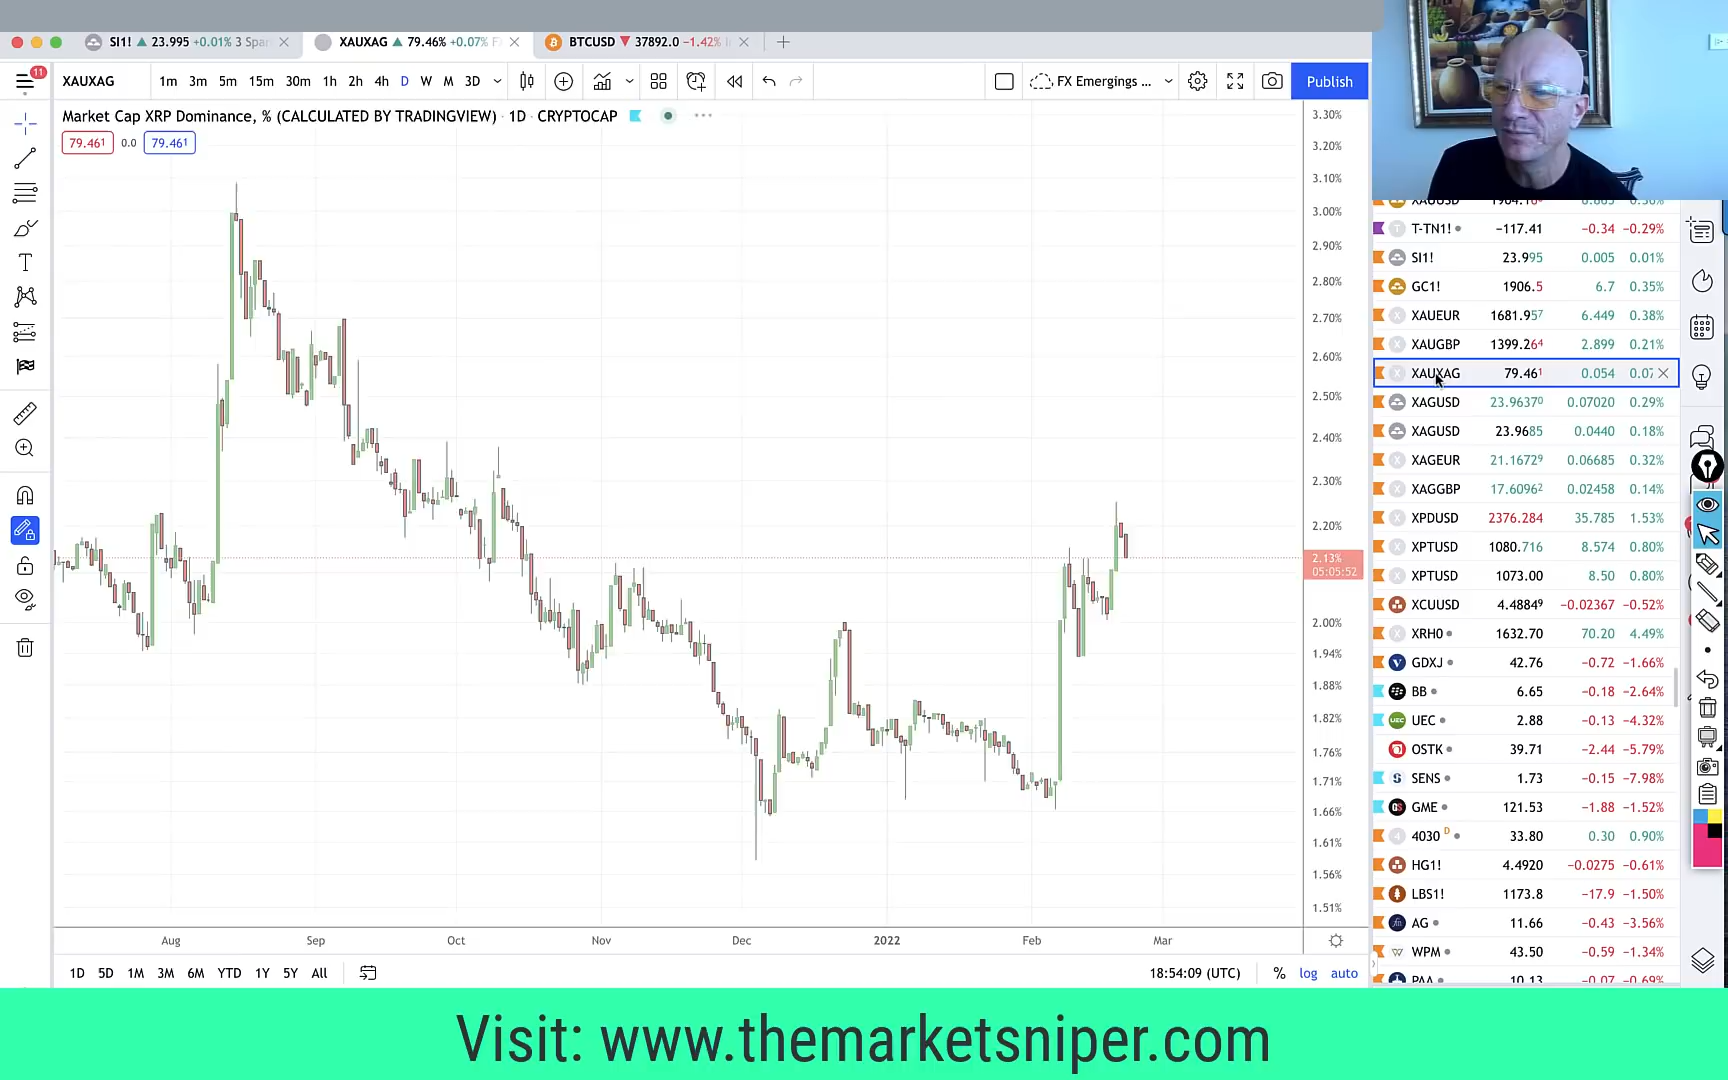 SI1! 23.995 +0.01% 3 Spa
XAUXAG 79.46% +0.07%
BTCUSD 37892.0 −1.42%
11
XAUXAG
1m 3m 5m 15m 30m 1h 2h 4h D W M 3D
FX Emergings ...
Publish
Market Cap XRP Dominance, % (CALCULATED BY TRADINGVIEW) · 1D · CRYPTOCAP
79.461 0.0 79.461
3.30%
3.20%
3.10%
3.00%
2.90%
2.80%
2.70%
2.60%
2.50%
2.40%
2.30%
2.20%
2.13%
05:05:52
2.00%
1.94%
1.88%
1.82%
1.76%
1.71%
1.66%
1.61%
1.56%
1.51%
Aug Sep Oct Nov Dec 2022 Feb Mar
1D 5D 1M 3M 6M YTD 1Y 5Y All
18:54:09 (UTC) % log auto
T-TN1! −117.41 −0.34 −0.29%
SI1! 23.995 0.005 0.01%
GC1! 1906.5 6.7 0.35%
XAUEUR 1681.957 6.449 0.38%
XAUGBP 1399.264 2.899 0.21%
XAUXAG 79.461 0.054 0.07
XAGUSD 23.96370 0.07020 0.29%
XAGUSD 23.9685 0.0440 0.18%
XAGEUR 21.16729 0.06685 0.32%
XAGGBP 17.60962 0.02458 0.14%
XPDUSD 2376.284 35.785 1.53%
XPTUSD 1080.716 8.574 0.80%
XPTUSD 1073.00 8.50 0.80%
XCUUSD 4.48849 −0.02367 −0.52%
XRH0 1632.70 70.20 4.49%
GDXJ 42.76 −0.72 −1.66%
BB 6.65 −0.18 −2.64%
UEC 2.88 −0.13 −4.32%
OSTK 39.71 −2.44 −5.79%
SENS 1.73 −0.15 −7.98%
GME 121.53 −1.88 −1.52%
4030 D 33.80 0.30 0.90%
HG1! 4.4920 −0.0275 −0.61%
LBS1! 1173.8 −17.9 −1.50%
AG 11.66 −0.43 −3.56%
WPM 43.50 −0.59 −1.34%
PAA 10.13 −0.07 −0.69%
Visit: www.themarketsniper.com